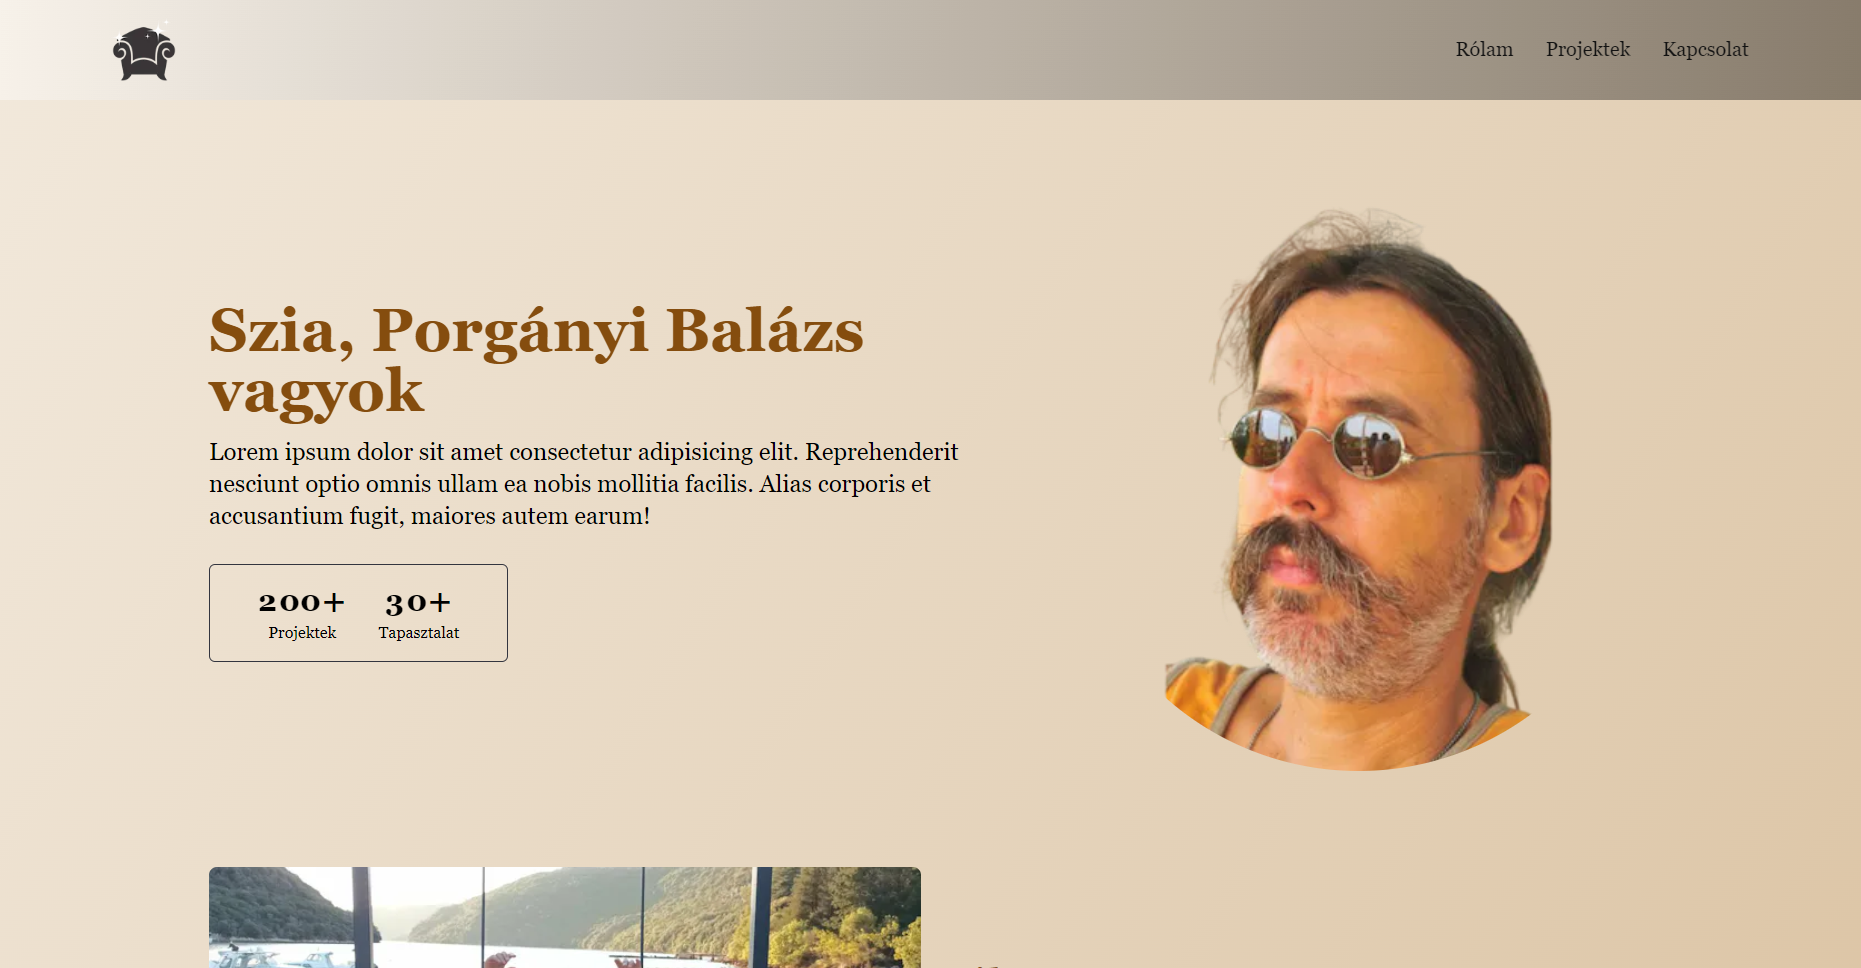 Rólam Projektek Kapcsolat
Szia, Porgányi Balázs
vagyok
Lorem ipsum dolor sit amet consectetur adipisicing elit. Reprehenderit
nesciunt optio omnis ullam ea nobis mollitia facilis. Alias corporis et
accusantium fugit, maiores autem earum!
200+ 30+
Projektek Tapasztalat